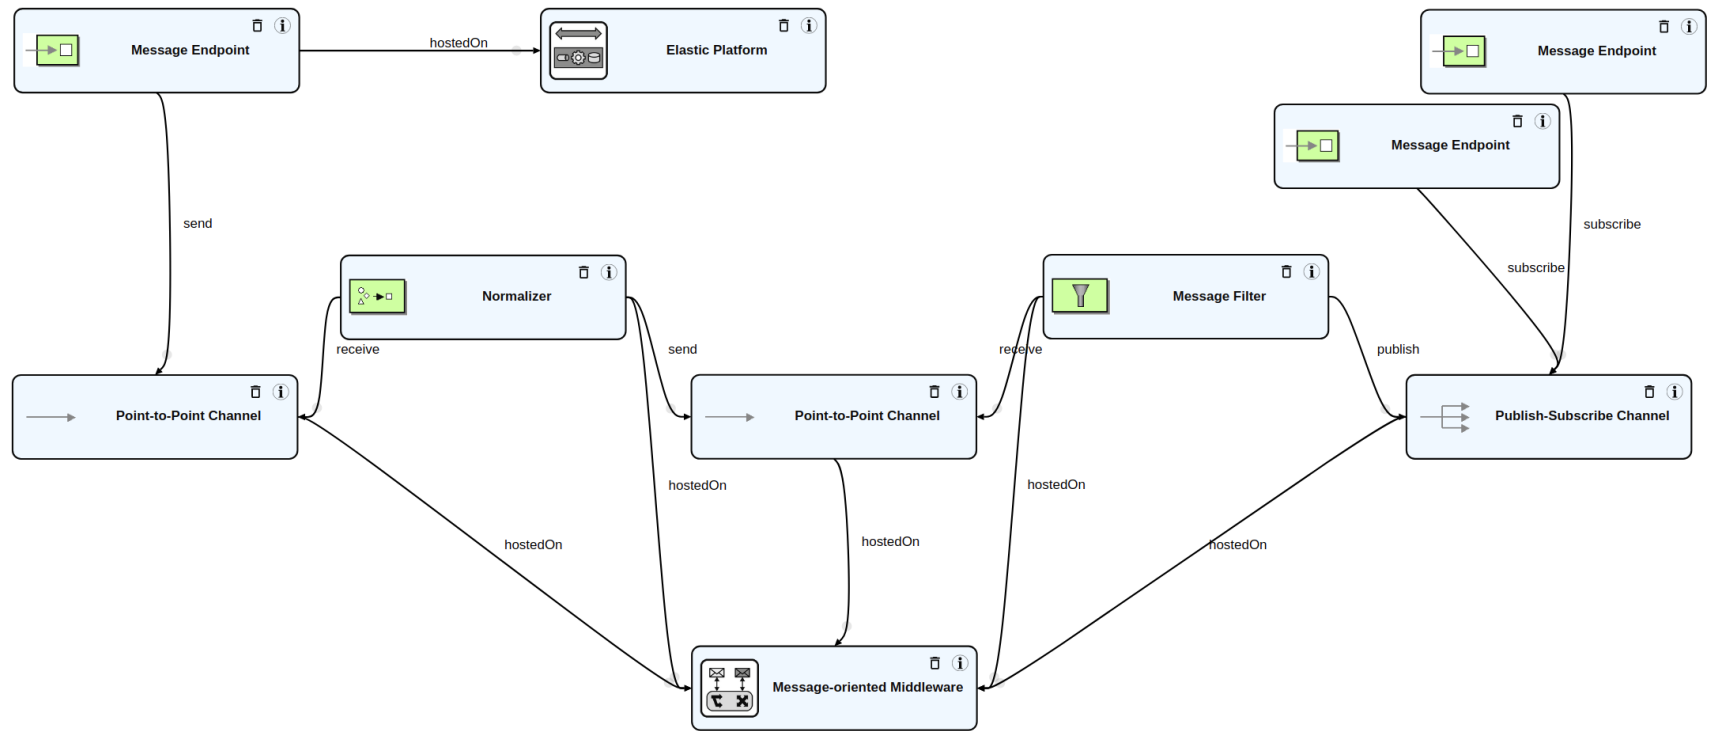 Message Endpoint
hostedOn
Elastic Platform
Message Endpoint
Message Endpoint
send
subscribe
subscribe
Normalizer
Message Filter
receive
send
receive
publish
Point-to-Point Channel
Point-to-Point Channel
Publish-Subscribe Channel
hostedOn
hostedOn
hostedOn
hostedOn
hostedOn
Message-oriented Middleware